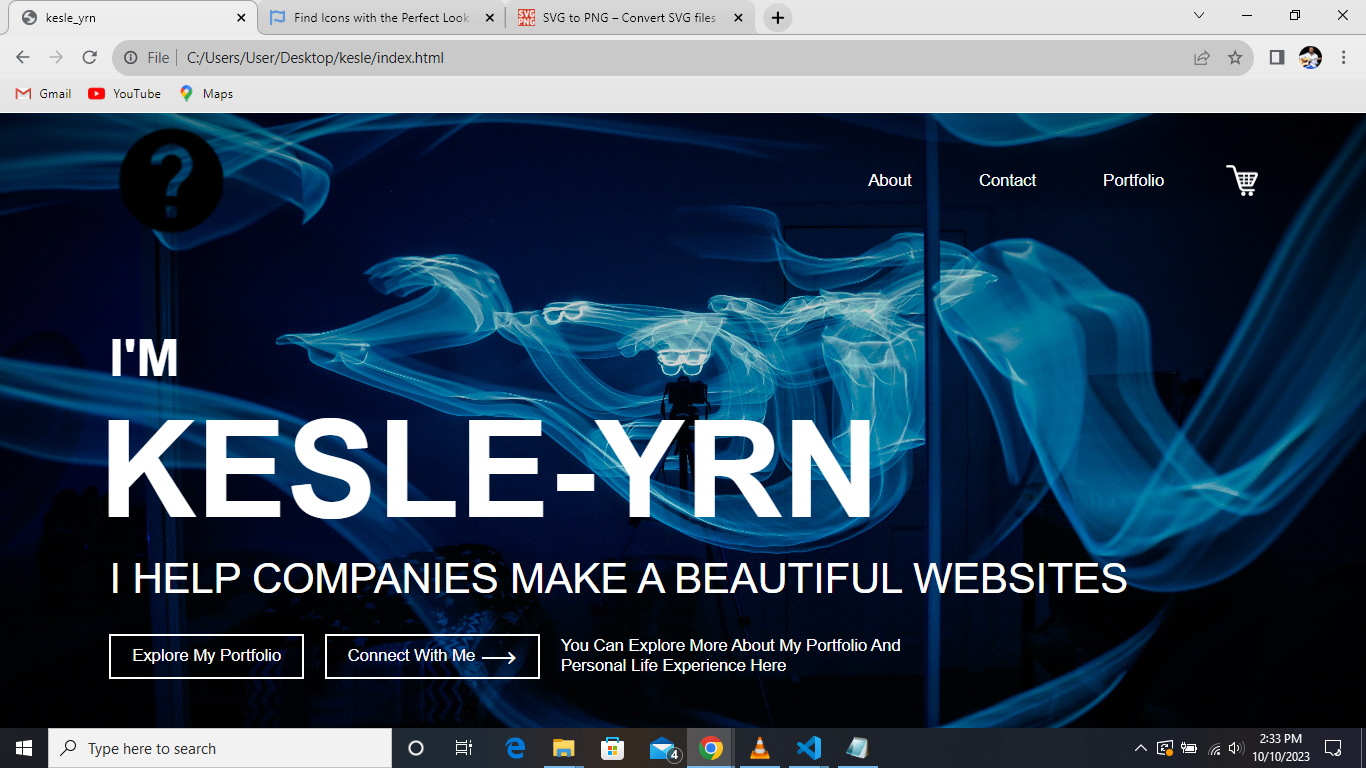 kesle_yrn
Find Icons with the Perfect Look
SVG PNG
SVG to PNG – Convert SVG files
File
C:/Users/User/Desktop/kesle/index.html
Gmail
YouTube
Maps
?
About
Contact
Portfolio
I'M
KESLE-YRN
I HELP COMPANIES MAKE A BEAUTIFUL WEBSITES
Explore My Portfolio
Connect With Me
You Can Explore More About My Portfolio And
Personal Life Experience Here
Type here to search
4
2:33 PM
10/10/2023